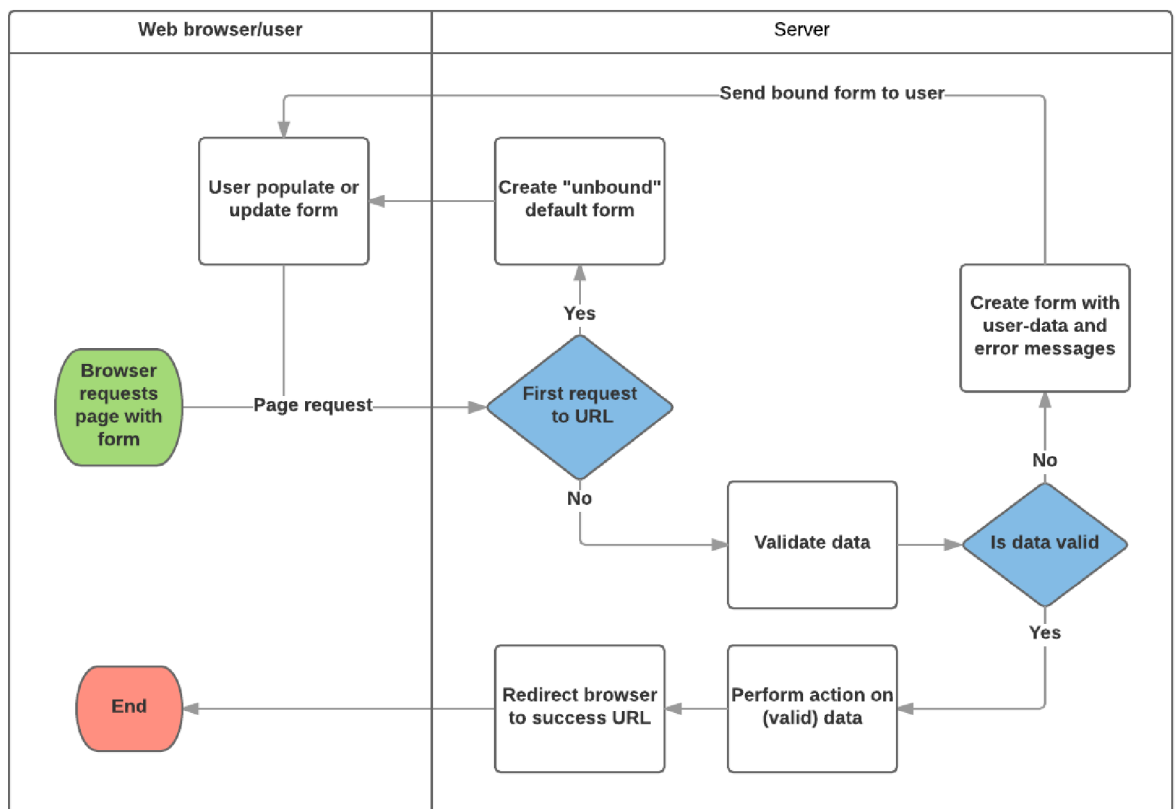 Web browser/user
Server
Send bound form to user
User populate or
update form
Create "unbound"
default form
Create form with
user-data and
error messages
Yes
Browser
requests
page with
form
Page request
First request
to URL
No
No
Validate data
Is data valid
Yes
End
Redirect browser
to success URL
Perform action on
(valid) data